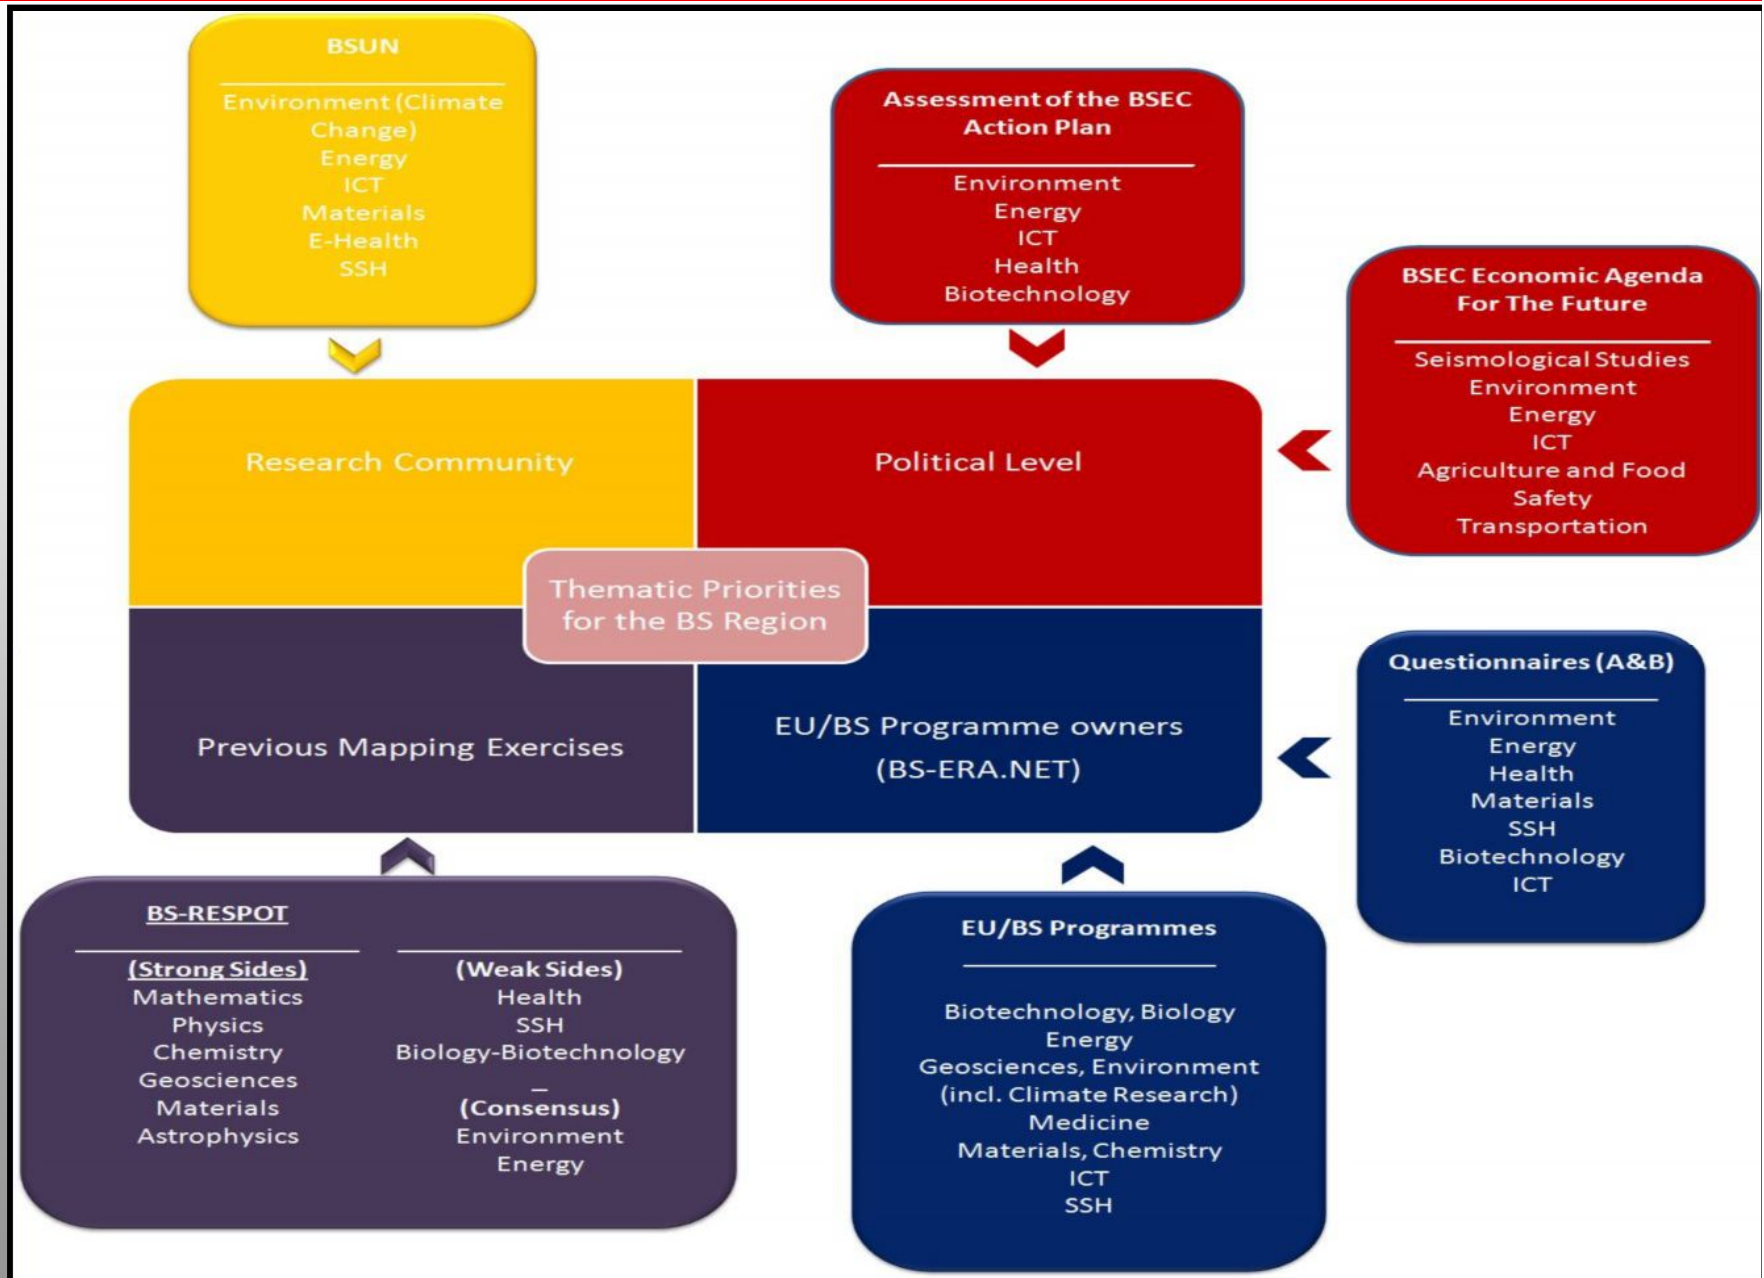 BSUN
Environment (Climate
Change)
Energy
ICT
Materials
E-Health
SSH
Assessment of the BSEC
Action Plan
Environment
Energy
ICT
Health
Biotechnology
BSEC Economic Agenda
For The Future
Seismological Studies
Environment
Energy
ICT
Agriculture and Food
Safety
Transportation
Research Community
Political Level
Thematic Priorities
for the BS Region
Previous Mapping Exercises
EU/BS Programme owners
(BS-ERA.NET)
Questionnaires (A&B)
Environment
Energy
Health
Materials
SSH
Biotechnology
ICT
BS-RESPOT
(Strong Sides)
Mathematics
Physics
Chemistry
Geosciences
Materials
Astrophysics
(Weak Sides)
Health
SSH
Biology-Biotechnology
_
(Consensus)
Environment
Energy
EU/BS Programmes
Biotechnology, Biology
Energy
Geosciences, Environment
(incl. Climate Research)
Medicine
Materials, Chemistry
ICT
SSH